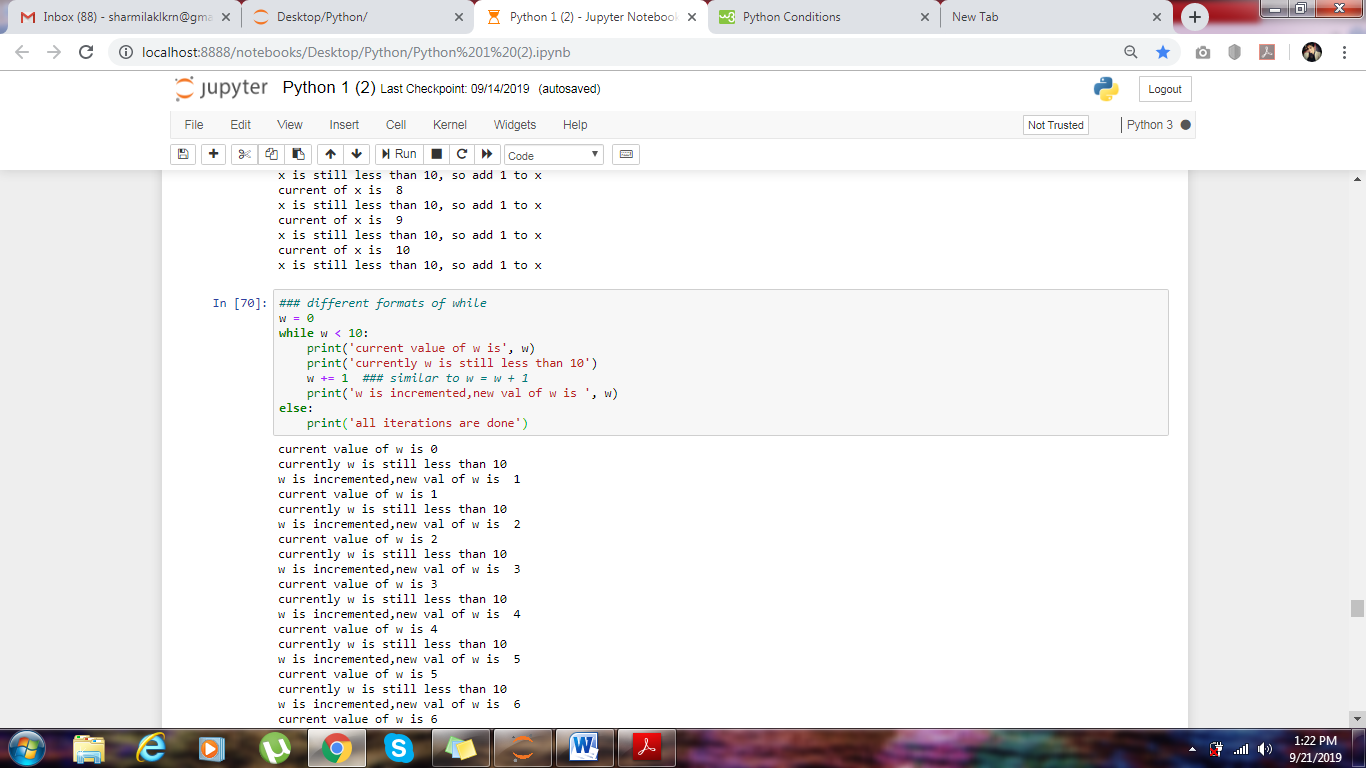 Inbox (88) - sharmilaklkrn@gma
Desktop/Python/
Python 1 (2) - Jupyter Notebook
Python Conditions
New Tab
localhost:8888/notebooks/Desktop/Python/Python%201%20(2).ipynb
jupyter Python 1 (2) Last Checkpoint: 09/14/2019 (autosaved)
Logout
File Edit View Insert Cell Kernel Widgets Help
Not Trusted
Python 3
Run
Code
x is still less than 10, so add 1 to x
current of x is  8
x is still less than 10, so add 1 to x
current of x is  9
x is still less than 10, so add 1 to x
current of x is  10
x is still less than 10, so add 1 to x
In [70]:
### different formats of while
w = 0
while w < 10:
    print('current value of w is', w)
    print('currently w is still less than 10')
    w += 1  ### similar to w = w + 1
    print('w is incremented,new val of w is ', w)
else:
    print('all iterations are done')
current value of w is 0
currently w is still less than 10
w is incremented,new val of w is  1
current value of w is 1
currently w is still less than 10
w is incremented,new val of w is  2
current value of w is 2
currently w is still less than 10
w is incremented,new val of w is  3
current value of w is 3
currently w is still less than 10
w is incremented,new val of w is  4
current value of w is 4
currently w is still less than 10
w is incremented,new val of w is  5
current value of w is 5
currently w is still less than 10
w is incremented,new val of w is  6
current value of w is 6
1:22 PM
9/21/2019